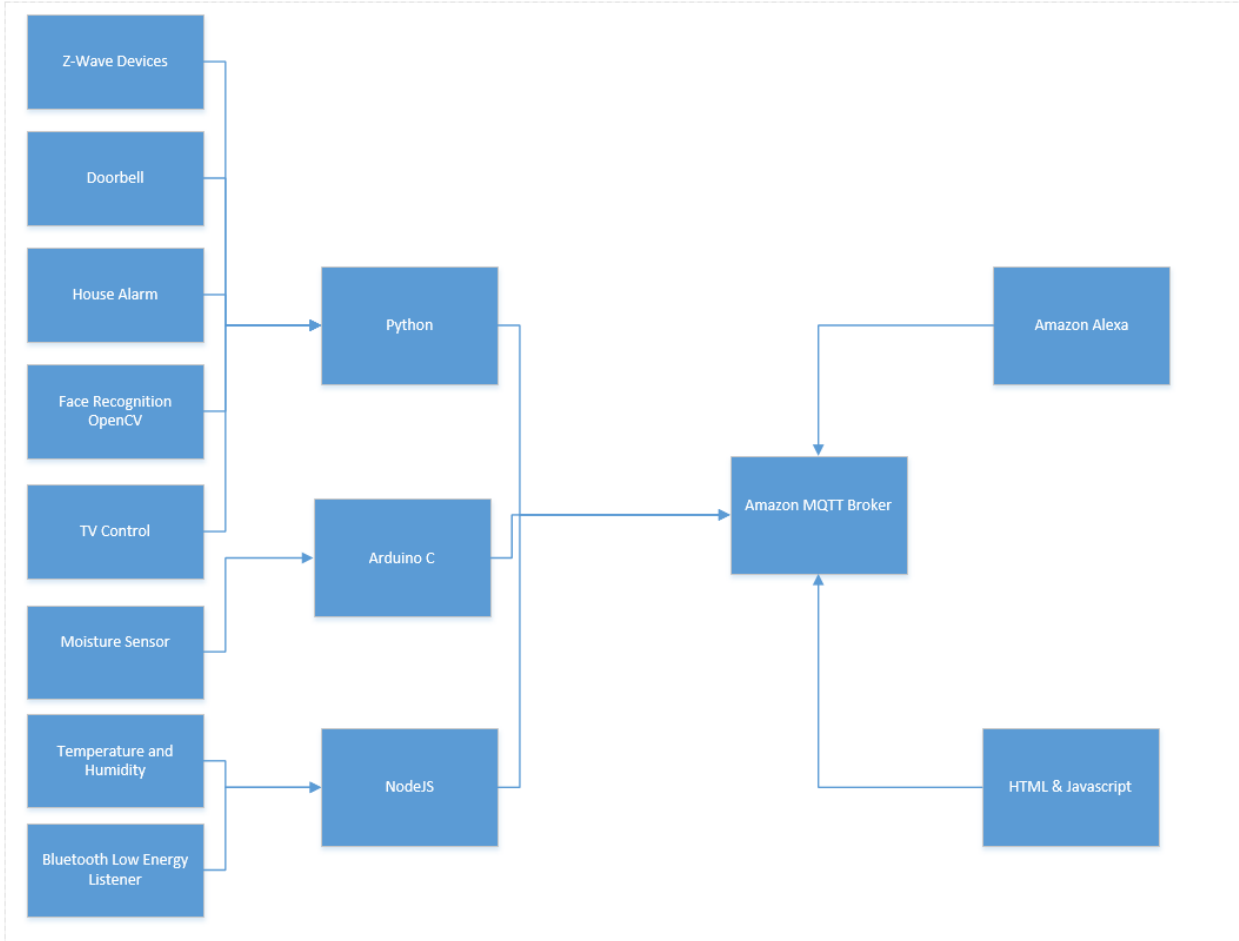 Z-Wave Devices
Doorbell
House Alarm
Face Recognition
OpenCV
TV Control
Moisture Sensor
Temperature and
Humidity
Bluetooth Low Energy
Listener
Python
Arduino C
NodeJS
Amazon MQTT Broker
Amazon Alexa
HTML & Javascript